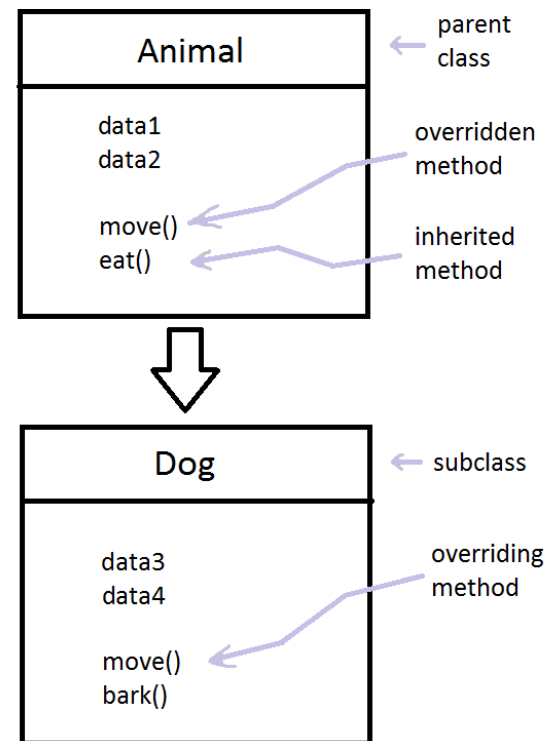 Animal
parent
class
data1
data2
overridden
method
move()
eat()
inherited
method
Dog
subclass
data3
data4
overriding
method
move()
bark()